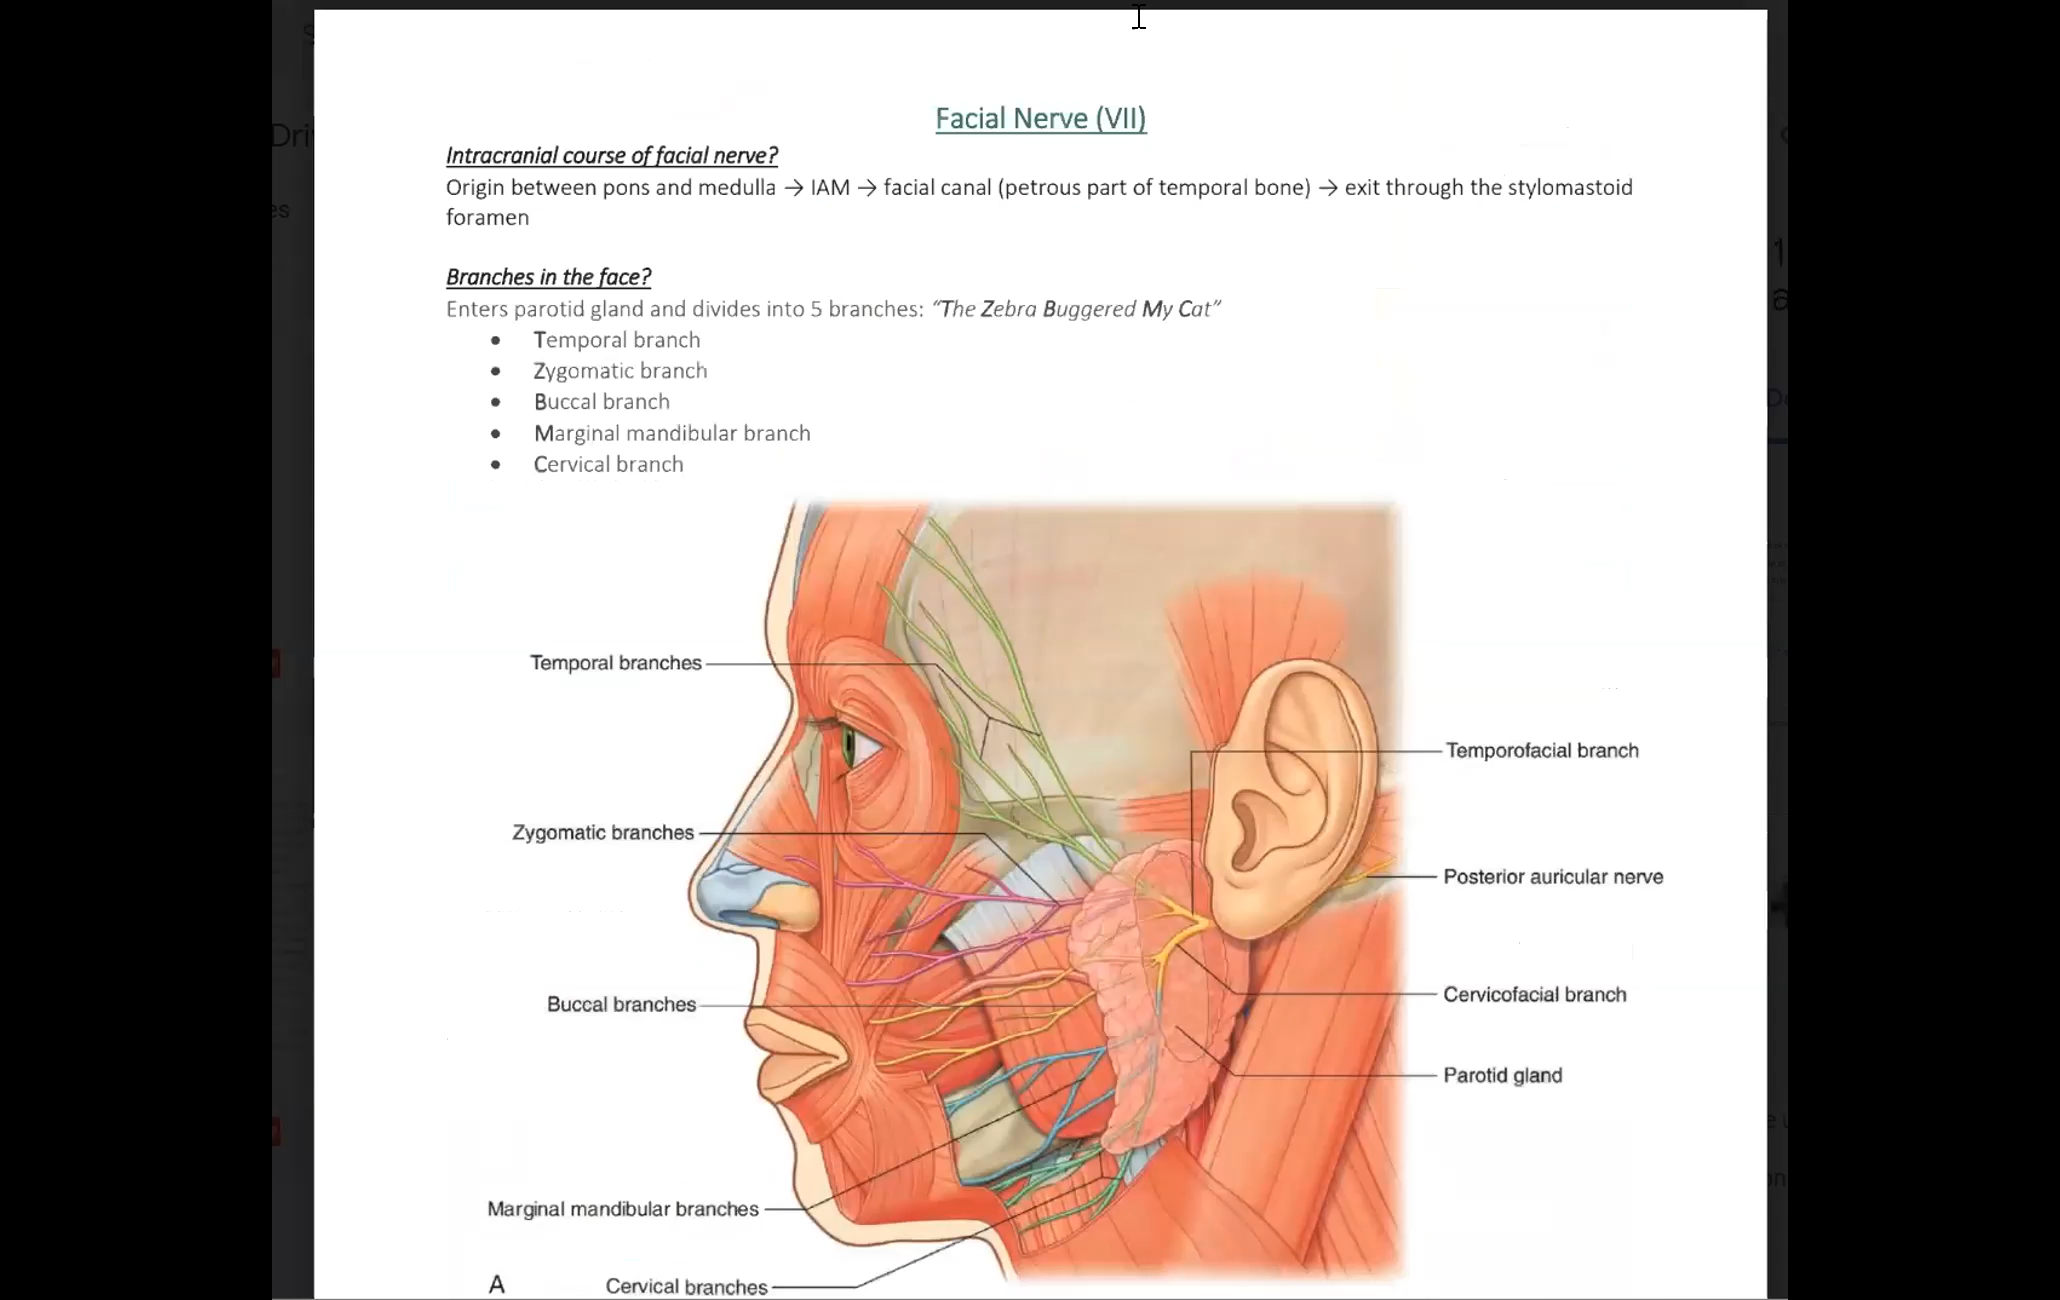 Facial Nerve (VII)
Intracranial course of facial nerve?
Origin between pons and medulla → IAM → facial canal (petrous part of temporal bone) → exit through the stylomastoid
foramen
Branches in the face?
Enters parotid gland and divides into 5 branches: “The Zebra Buggered My Cat”
• Temporal branch
• Zygomatic branch
• Buccal branch
• Marginal mandibular branch
• Cervical branch
Temporal branches
Temporofacial branch
Zygomatic branches
Posterior auricular nerve
Cervicofacial branch
Buccal branches
Parotid gland
Marginal mandibular branches
A
Cervical branches